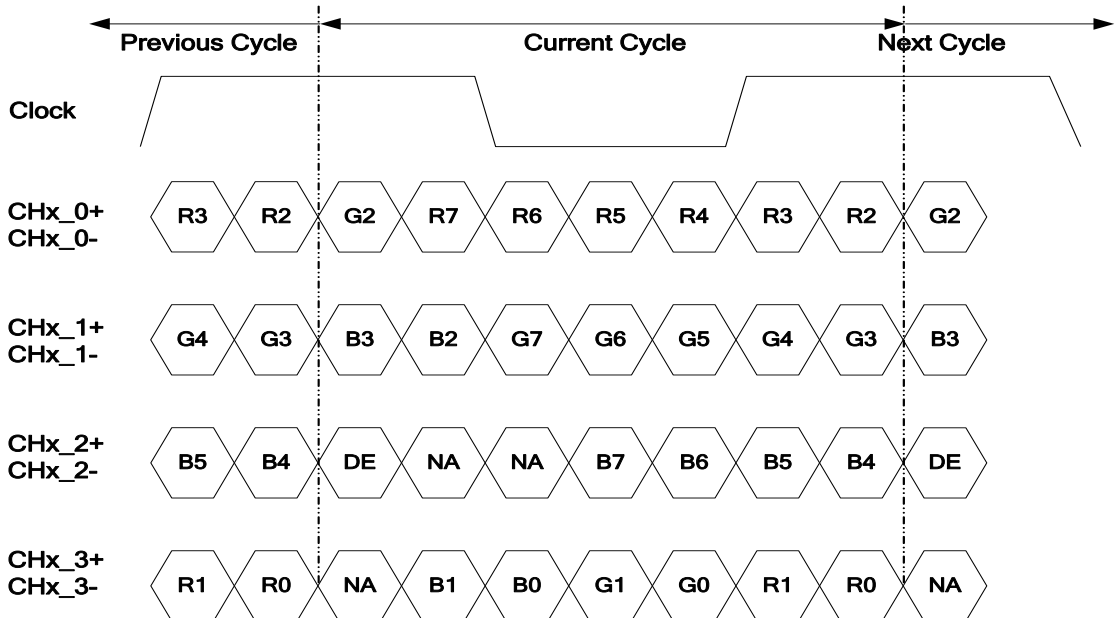 Previous Cycle Current Cycle Next Cycle
Clock
CHx_0+
CHx_0-
R3 R2 G2 R7 R6 R5 R4 R3 R2 G2
CHx_1+
CHx_1-
G4 G3 B3 B2 G7 G6 G5 G4 G3 B3
CHx_2+
CHx_2-
B5 B4 DE NA NA B7 B6 B5 B4 DE
CHx_3+
CHx_3-
R1 R0 NA B1 B0 G1 G0 R1 R0 NA